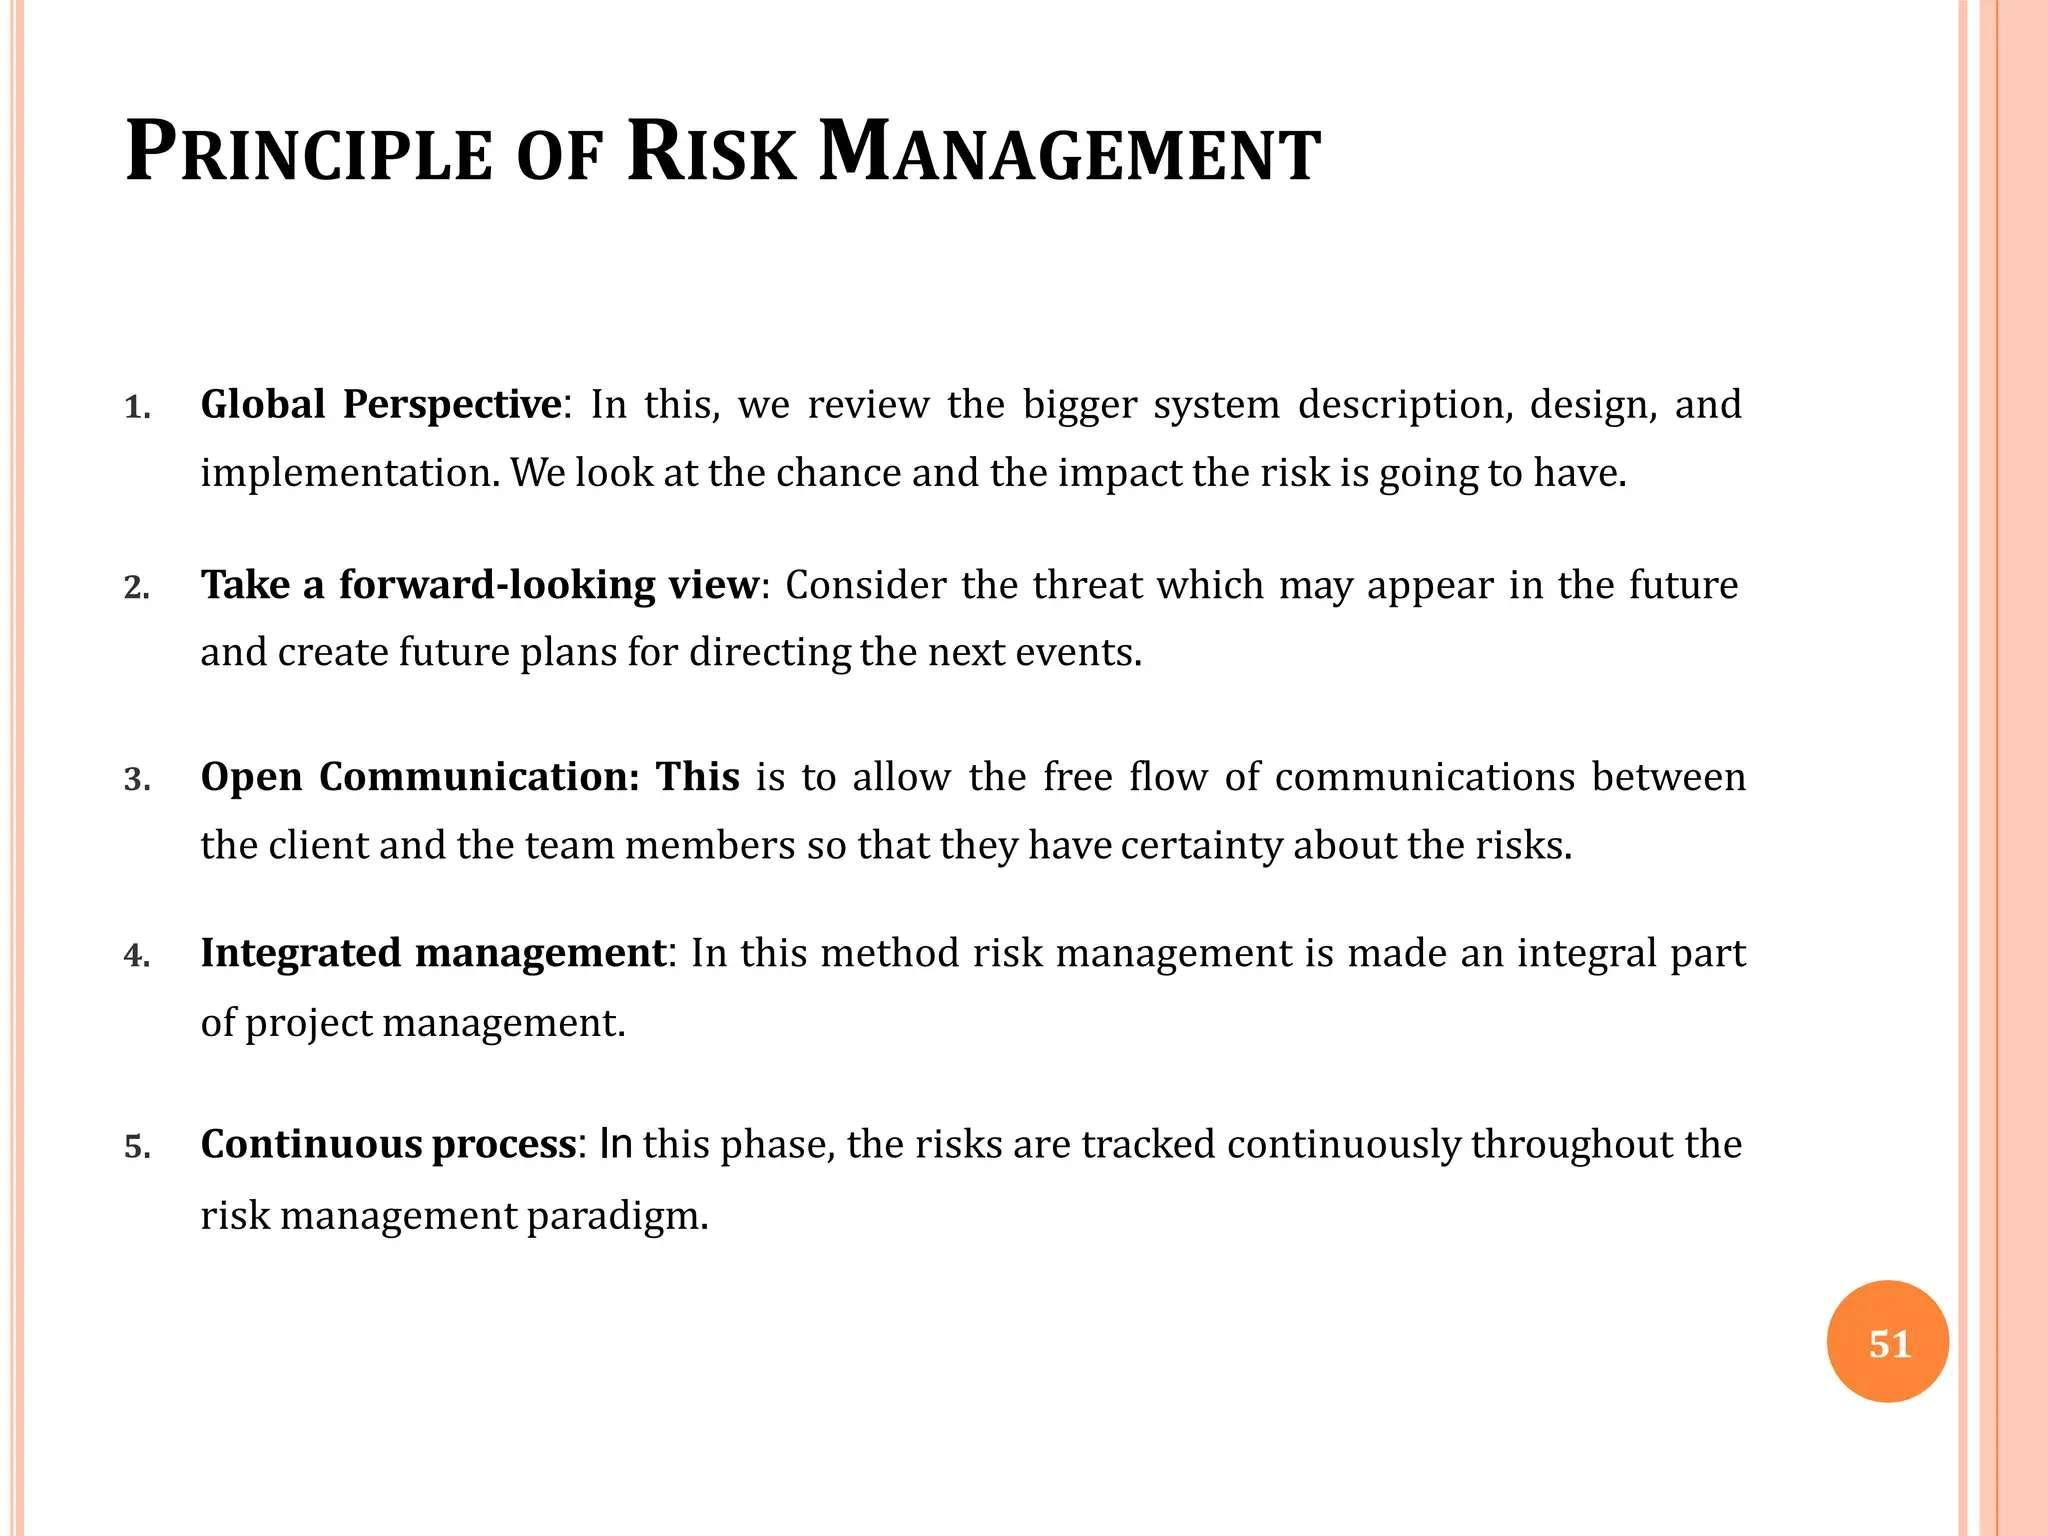 PRINCIPLE OF RISK MANAGEMENT
1. Global Perspective: In this, we review the bigger system description, design, and
implementation. We look at the chance and the impact the risk is going to have.
2. Take a forward-looking view: Consider the threat which may appear in the future
and create future plans for directing the next events.
3. Open Communication: This is to allow the free flow of communications between
the client and the team members so that they have certainty about the risks.
4. Integrated management: In this method risk management is made an integral part
of project management.
5. Continuous process: In this phase, the risks are tracked continuously throughout the
risk management paradigm.
51